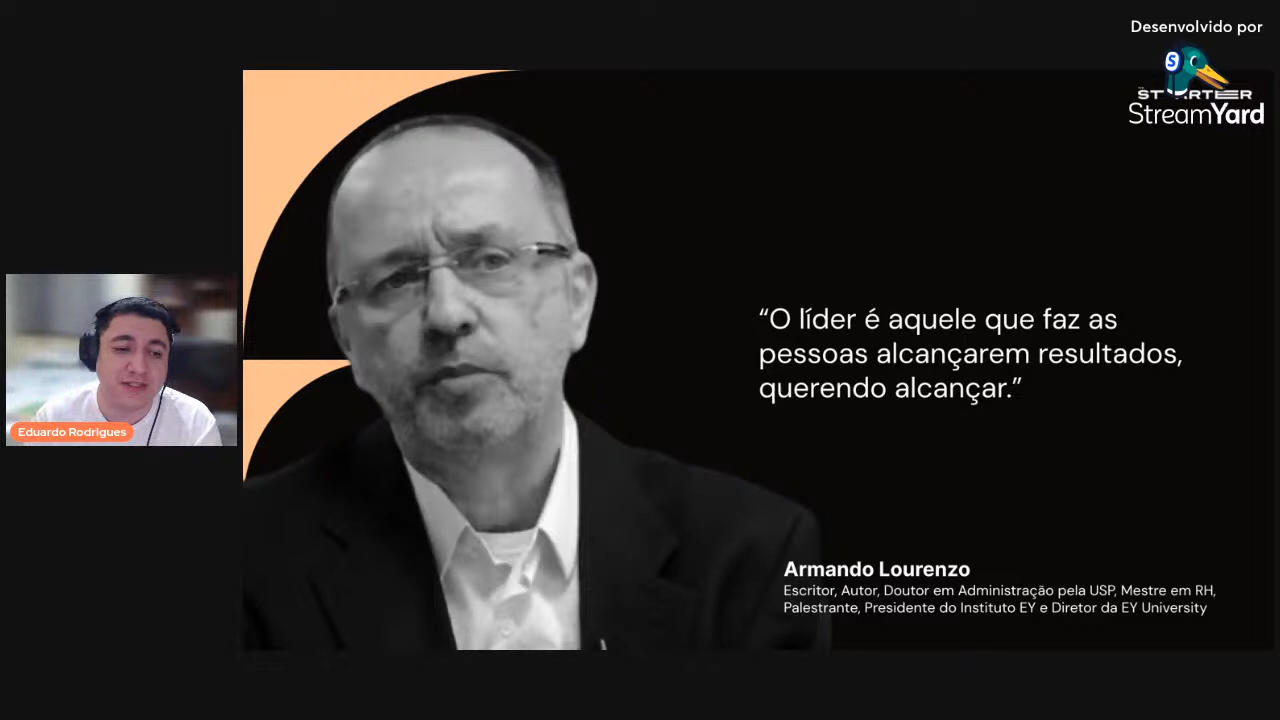 Desenvolvido por
S
STARTER
StreamYard
“O líder é aquele que faz as
pessoas alcançarem resultados,
querendo alcançar.”
Eduardo Rodrigues
Armando Lourenzo
Escritor, Autor, Doutor em Administração pela USP, Mestre em RH,
Palestrante, Presidente do Instituto EY e Diretor da EY University